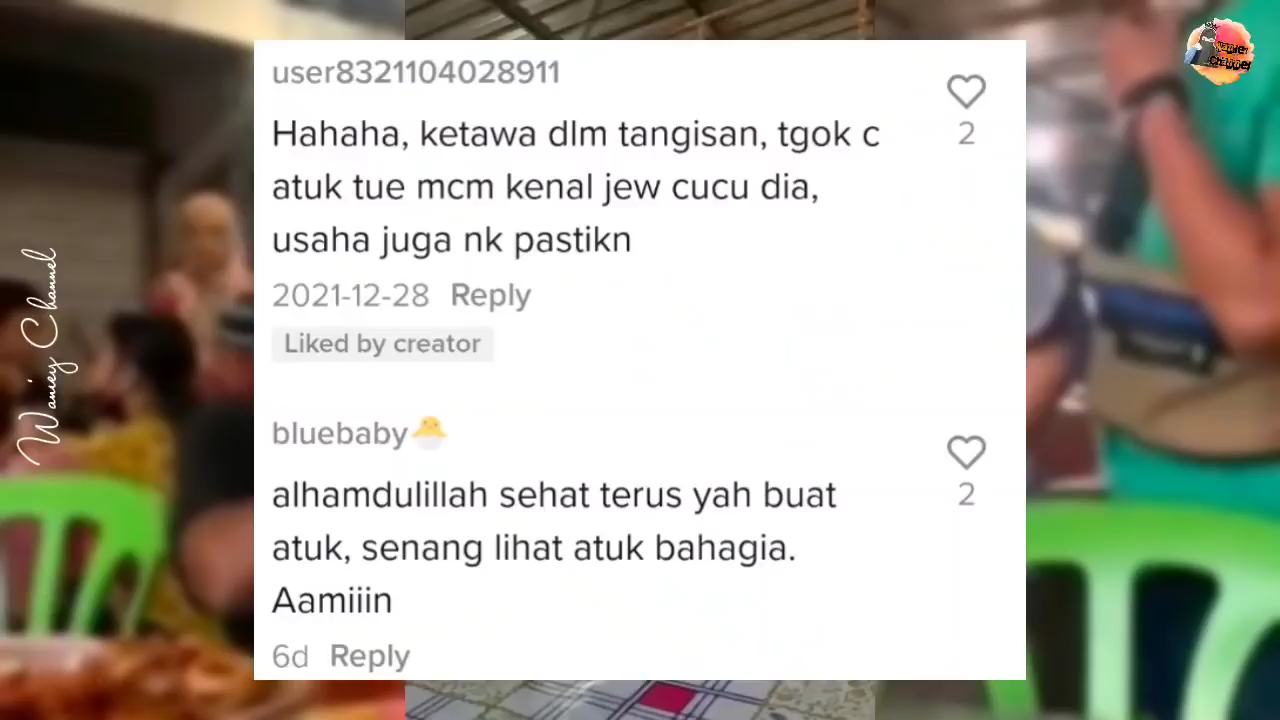 user8321104028911
Hahaha, ketawa dlm tangisan, tgok c
atuk tue mcm kenal jew cucu dia,
usaha juga nk pastikn
2
2021-12-28 Reply
Liked by creator
bluebaby🐣
alhamdulillah sehat terus yah buat
atuk, senang lihat atuk bahagia.
Aamiiin
2
6d Reply
Waniey Channel